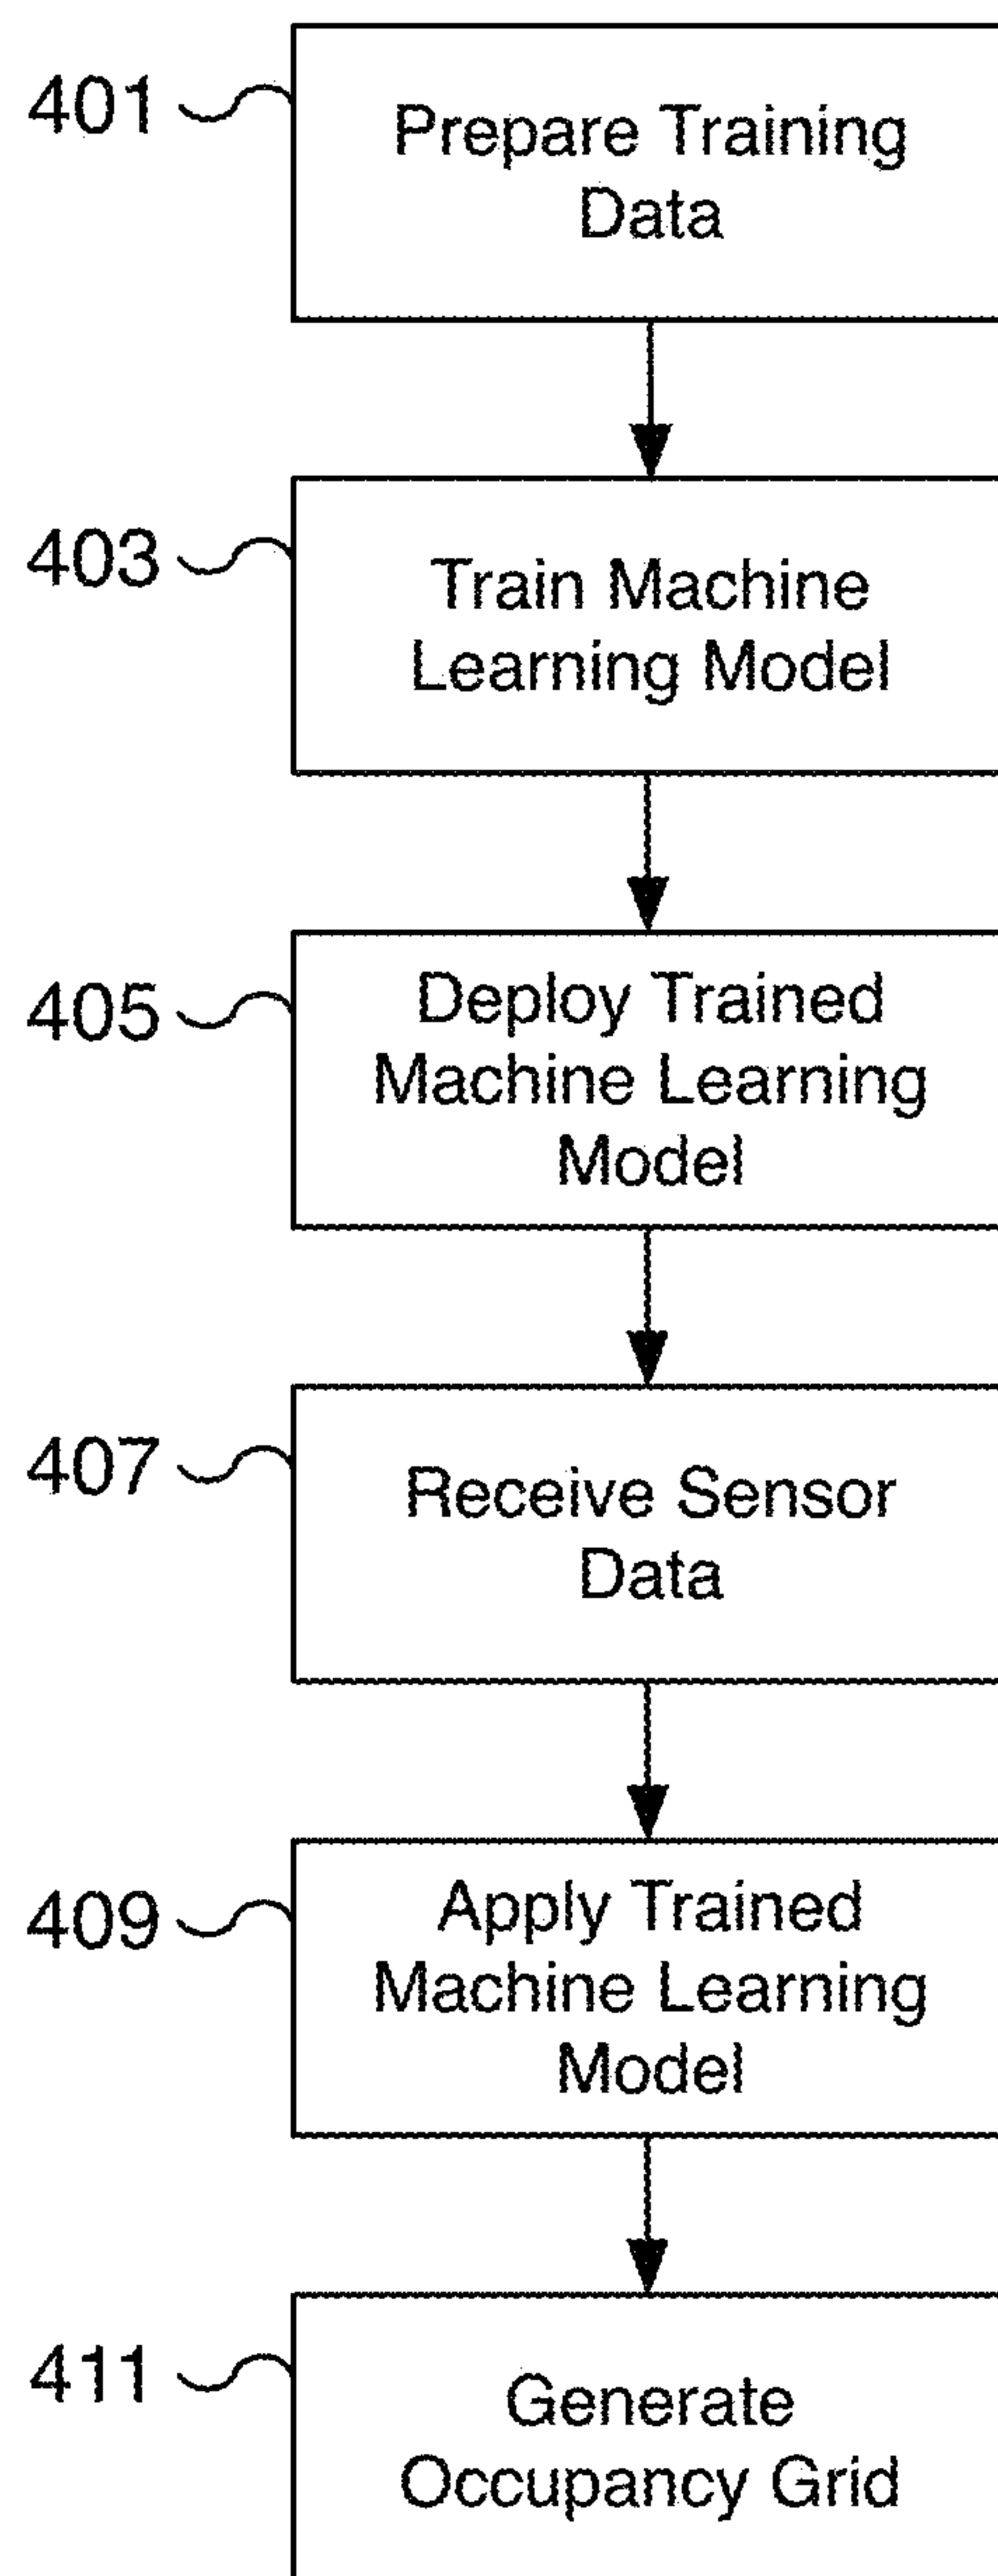 401
Prepare Training
Data
403
Train Machine
Learning Model
405
Deploy Trained
Machine Learning
Model
407
Receive Sensor
Data
409
Apply Trained
Machine Learning
Model
411
Generate
Occupancy Grid